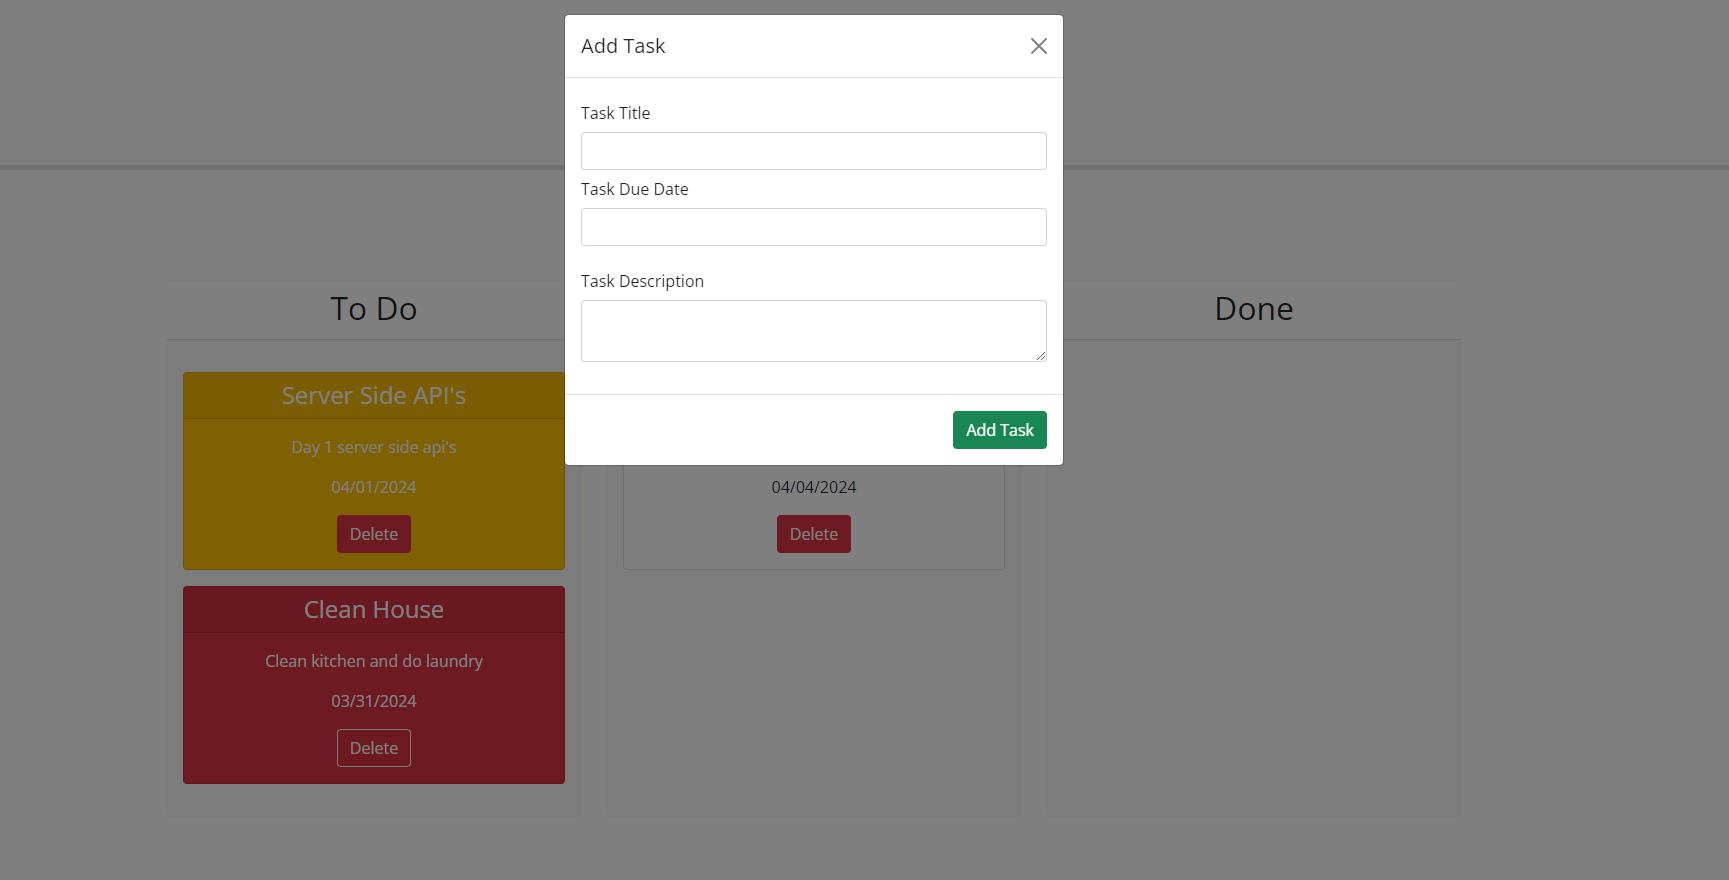 Add Task
Task Title
Task Due Date
Task Description
Add Task
To Do
Server Side API's
Day 1 server side api's
04/01/2024
Delete
Clean House
Clean kitchen and do laundry
03/31/2024
Delete
04/04/2024
Delete
Done